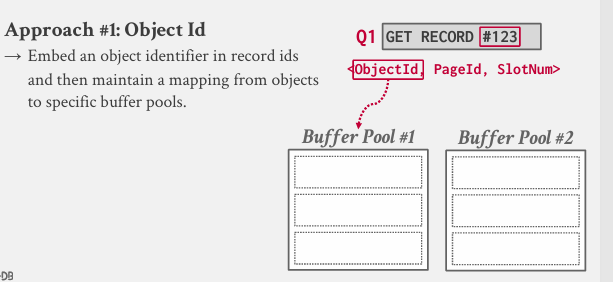 Approach #1: Object Id
→ Embed an object identifier in record ids
and then maintain a mapping from objects
to specific buffer pools.
Q1 GET RECORD #123
<ObjectId, PageId, SlotNum>
Buffer Pool #1
Buffer Pool #2
-DB